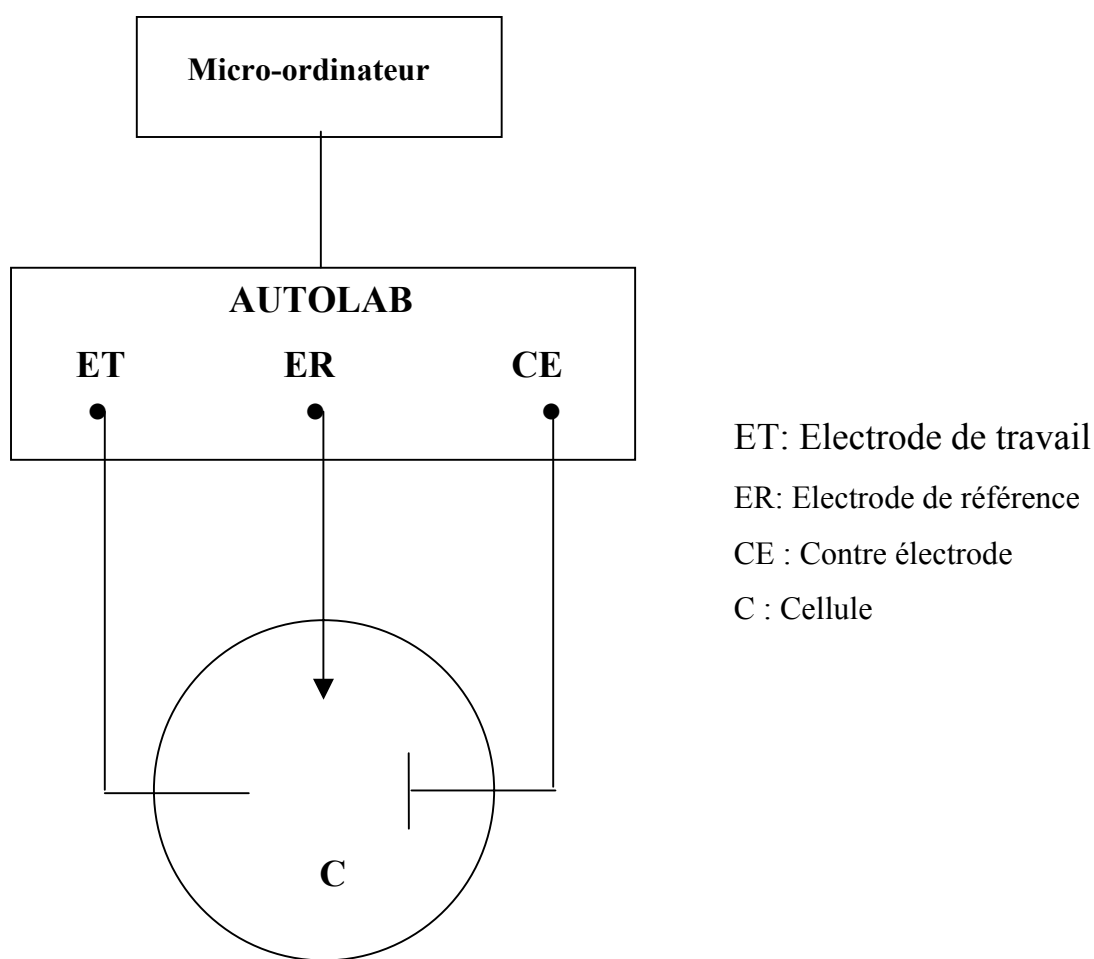 Micro-ordinateur
AUTOLAB
ET ER CE
ET: Electrode de travail
ER: Electrode de référence
CE : Contre électrode
C : Cellule
C